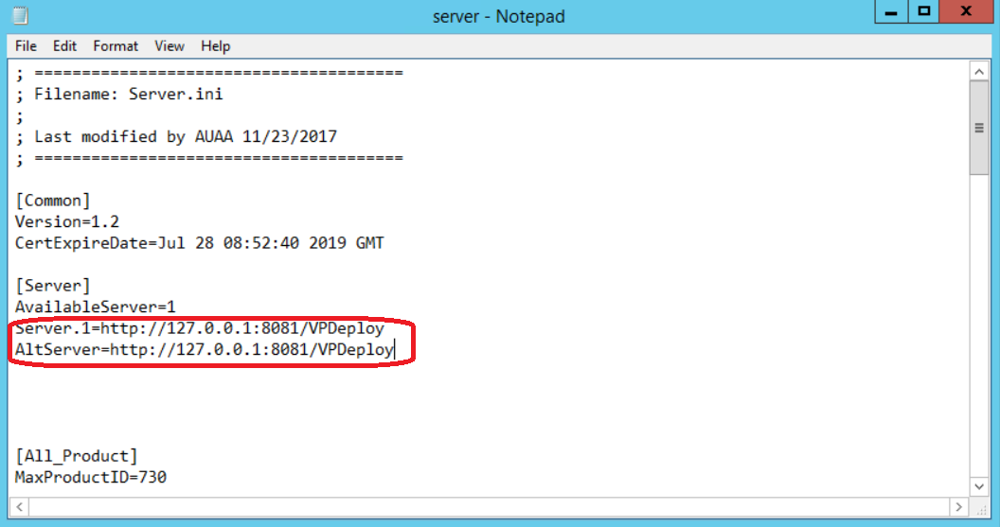 server - Notepad
File Edit Format View Help
; =======================================
; Filename: Server.ini
;
; Last modified by AUAA 11/23/2017
; =======================================
[Common]
Version=1.2
CertExpireDate=Jul 28 08:52:40 2019 GMT
[Server]
AvailableServer=1
Server.1=http://127.0.0.1:8081/VPDeploy
AltServer=http://127.0.0.1:8081/VPDeploy
[All_Product]
MaxProductID=730